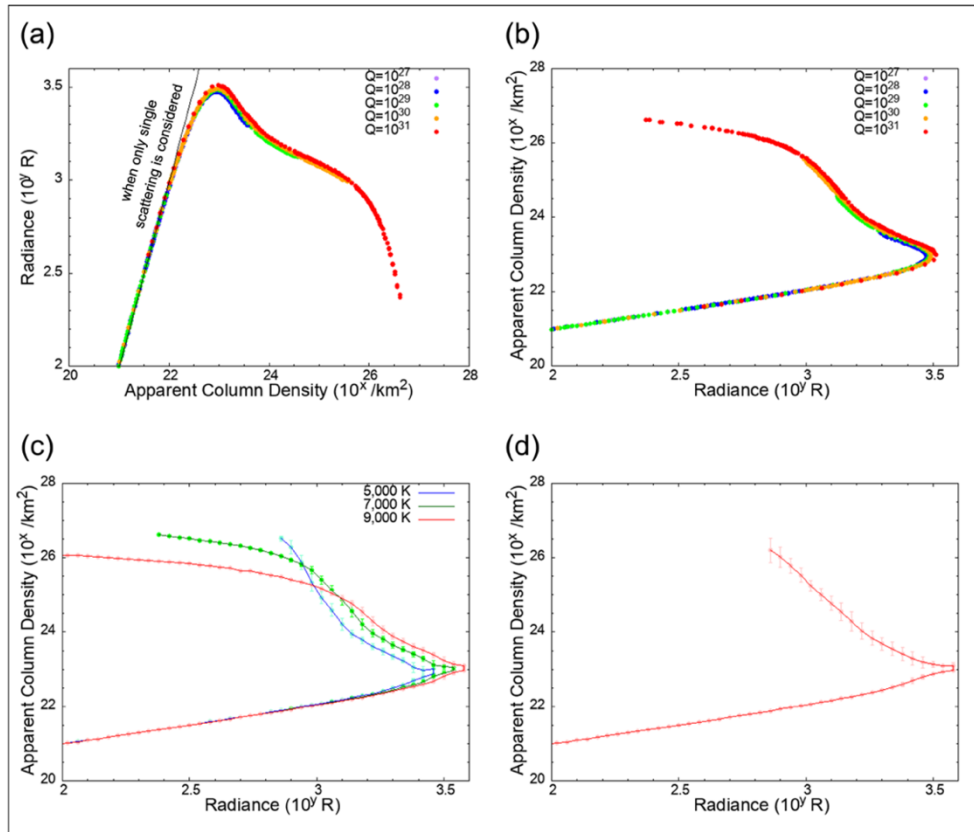 (a)
3.5
3
2.5
2
Radiance (10^y R)
when only single
scattering is considered
Q=10^27
Q=10^28
Q=10^29
Q=10^30
Q=10^31
20 22 24 26 28
Apparent Column Density (10^x /km^2)
(b)
28
26
24
22
20
Apparent Column Density (10^x /km^2)
Q=10^27
Q=10^28
Q=10^29
Q=10^30
Q=10^31
2 2.5 3 3.5
Radiance (10^y R)
(c)
28
26
24
22
20
Apparent Column Density (10^x /km^2)
5,000 K
7,000 K
9,000 K
2 2.5 3 3.5
Radiance (10^y R)
(d)
28
26
24
22
20
Apparent Column Density (10^x /km^2)
2 2.5 3 3.5
Radiance (10^y R)